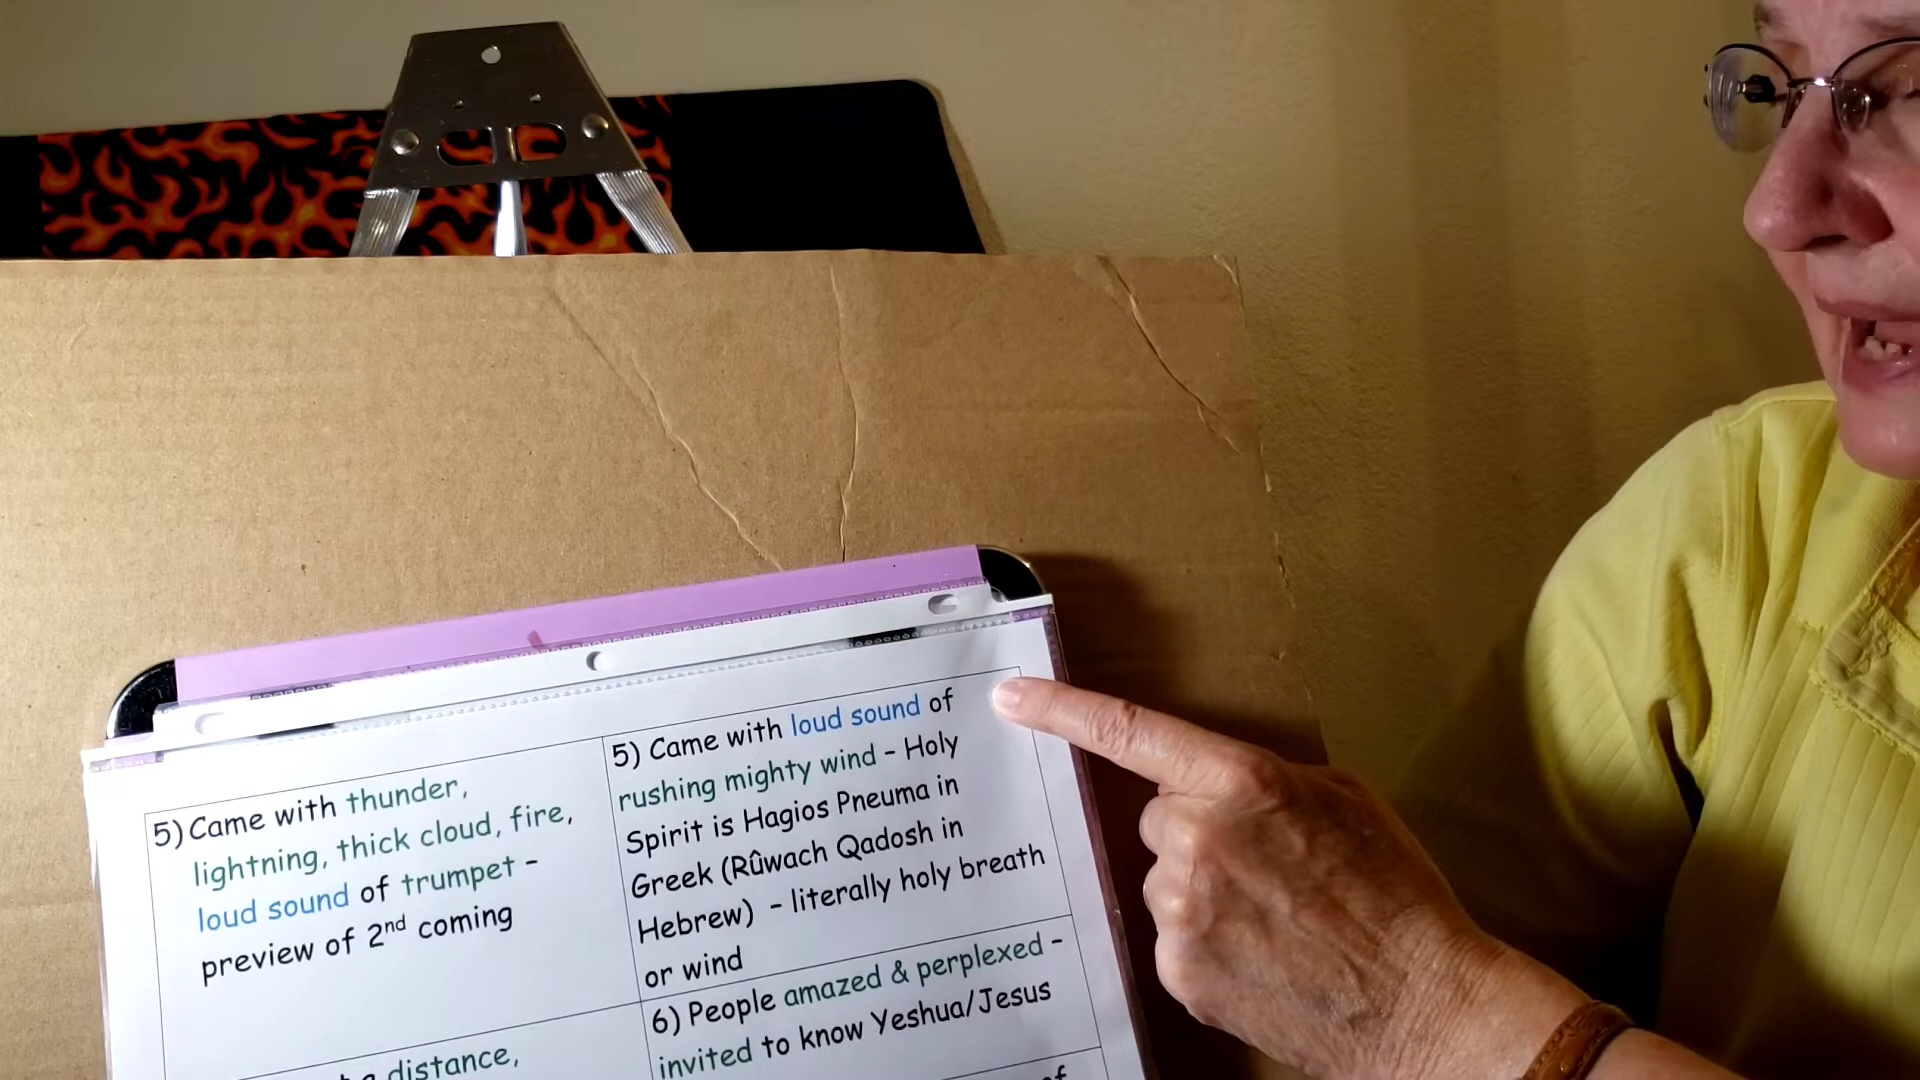 5) Came with thunder,
lightning, thick cloud, fire,
loud sound of trumpet -
preview of 2nd coming
distance,
5) Came with loud sound of
rushing mighty wind - Holy
Spirit is Hagios Pneuma in
Greek (Rûwach Qadosh in
Hebrew) - literally holy breath
or wind
6) People amazed & perplexed -
invited to know Yeshua/Jesus
of